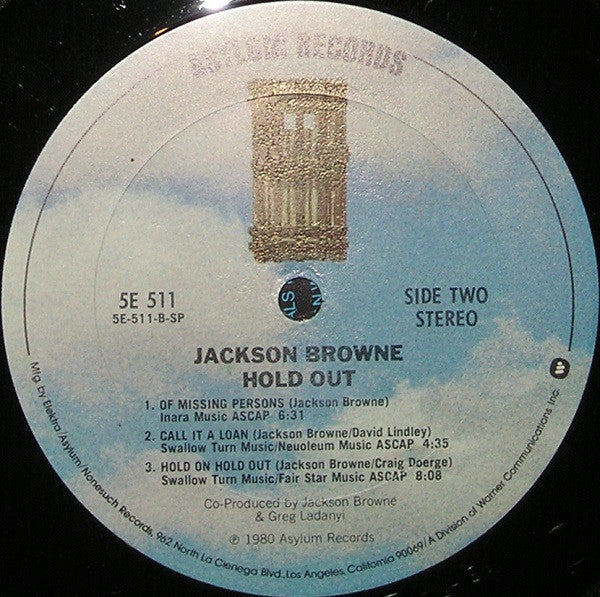 ASYLUM RECORDS
5E 511
5E-511-B-SP
SIDE TWO
STEREO
JACKSON BROWNE
HOLD OUT
1. OF MISSING PERSONS (Jackson Browne)
Inara Music ASCAP 6:31
2. CALL IT A LOAN (Jackson Browne/David Lindley)
Swallow Turn Music/Neuoleum Music ASCAP 4:35
3. HOLD ON HOLD OUT (Jackson Browne/Craig Doerge)
Swallow Turn Music/Fair Star Music ASCAP 8:08
Co-Produced by Jackson Browne
& Greg Ladanyi
℗ 1980 Asylum Records
Mfg. by Elektra/Asylum/Nonesuch Records, 962 North La Cienega Blvd., Los Angeles, California 90069/A Division of Warner Communications Inc.